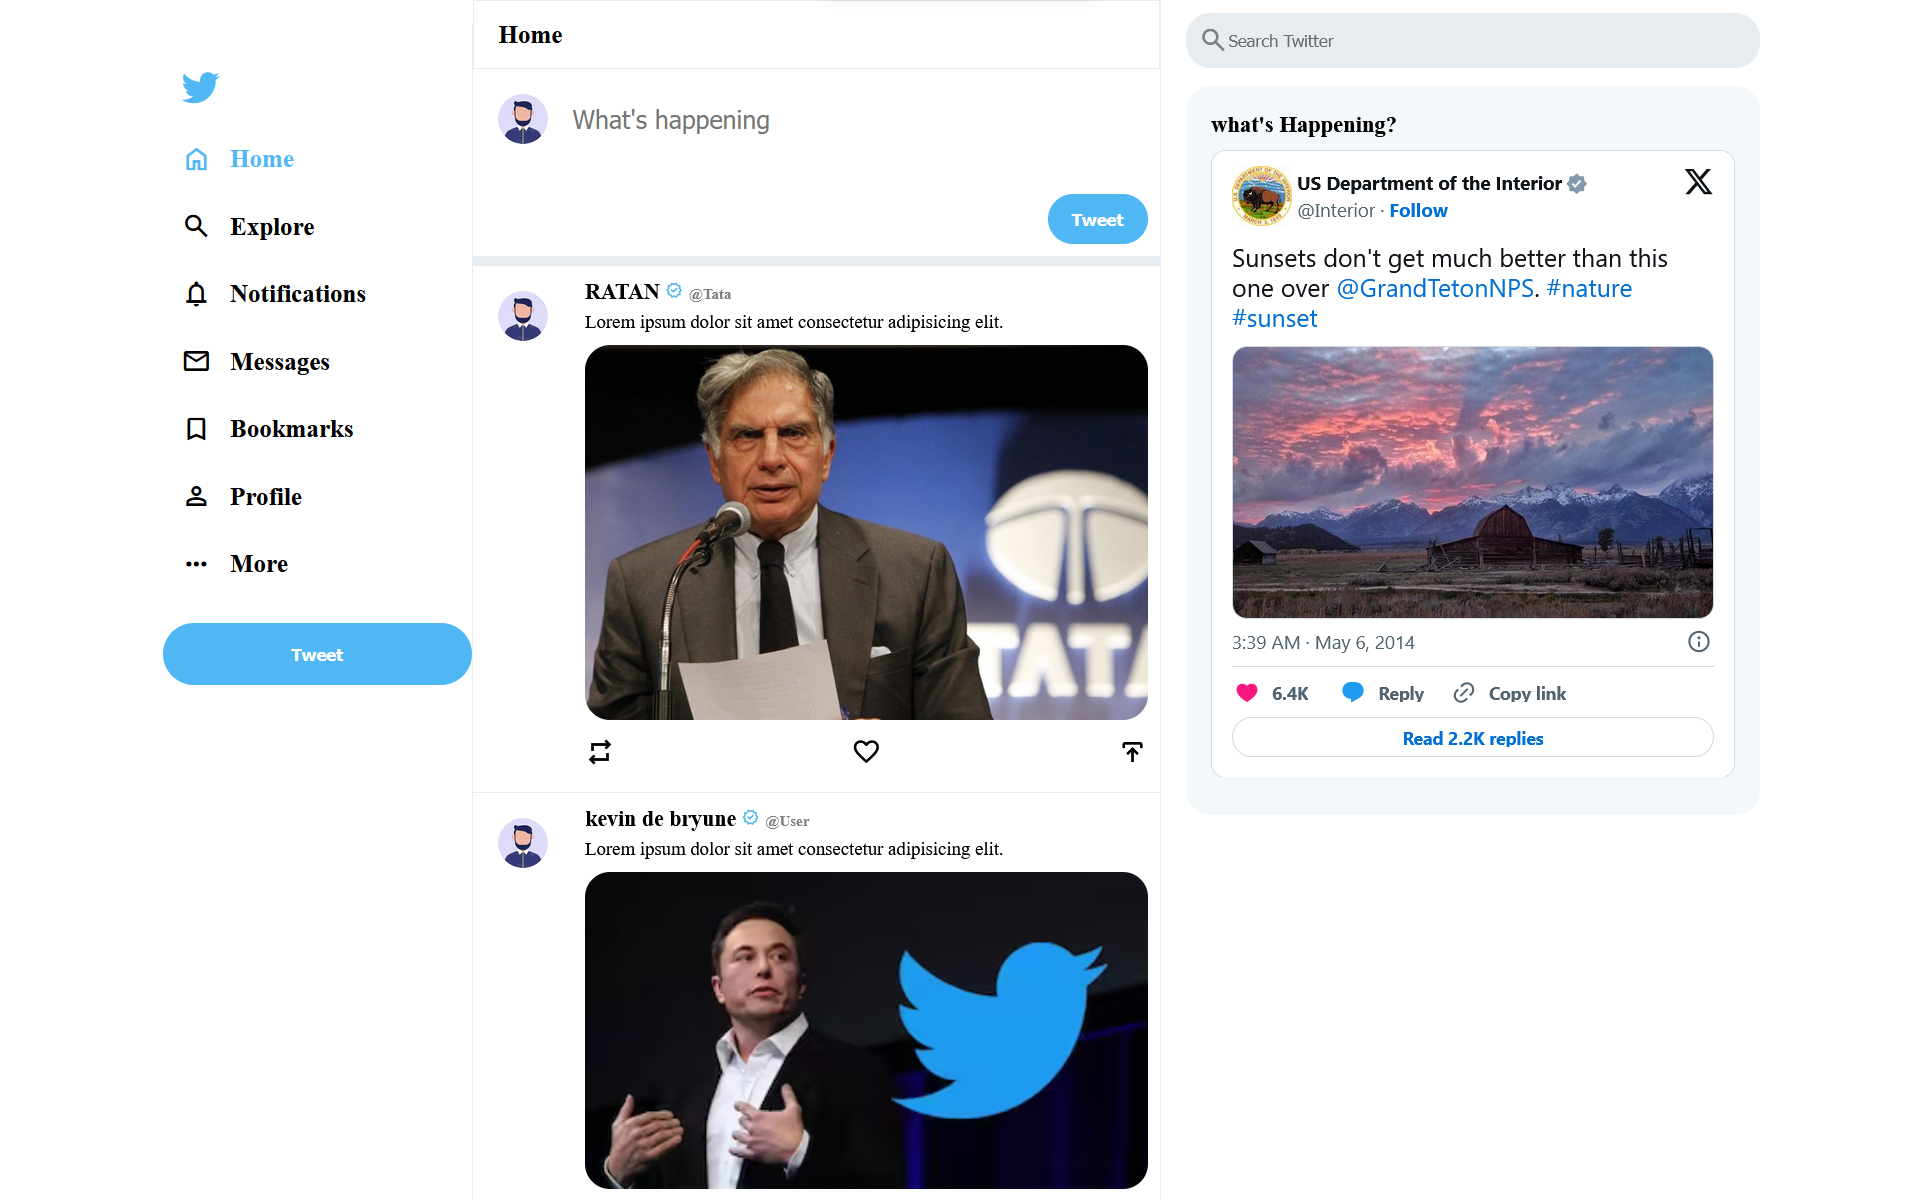 Home
Explore
Notifications
Messages
Bookmarks
Profile
More
Tweet
Home
What's happening
Tweet
RATAN @Tata
Lorem ipsum dolor sit amet consectetur adipisicing elit.
TATA
kevin de bryune @User
Lorem ipsum dolor sit amet consectetur adipisicing elit.
Search Twitter
what's Happening?
US Department of the Interior
@Interior · Follow
Sunsets don't get much better than this
one over @GrandTetonNPS. #nature
#sunset
3:39 AM · May 6, 2014
6.4K Reply Copy link
Read 2.2K replies